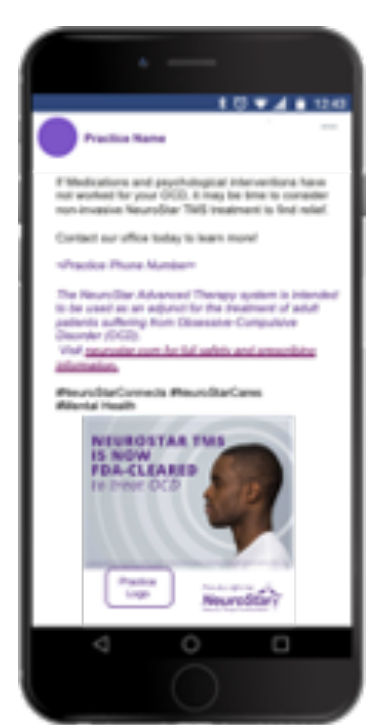 12:43
Practice Name
If Medications and psychological interventions have
not worked for your OCD, it may be time to consider
non-invasive NeuroStar TMS treatment to find relief.
Contact our office today to learn more!
<Practice Phone Number>
The NeuroStar Advanced Therapy system is intended
to be used as an adjunct for the treatment of adult
patients suffering from Obsessive-Compulsive
Disorder (OCD).
Visit neurostar.com for full safety and prescribing
information.
#NeuroStarConnects #NeuroStarCares
#Mental Health
NEUROSTAR TMS
IS NOW
FDA-CLEARED
to treat OCD
Practice
Logo
NeuroStar